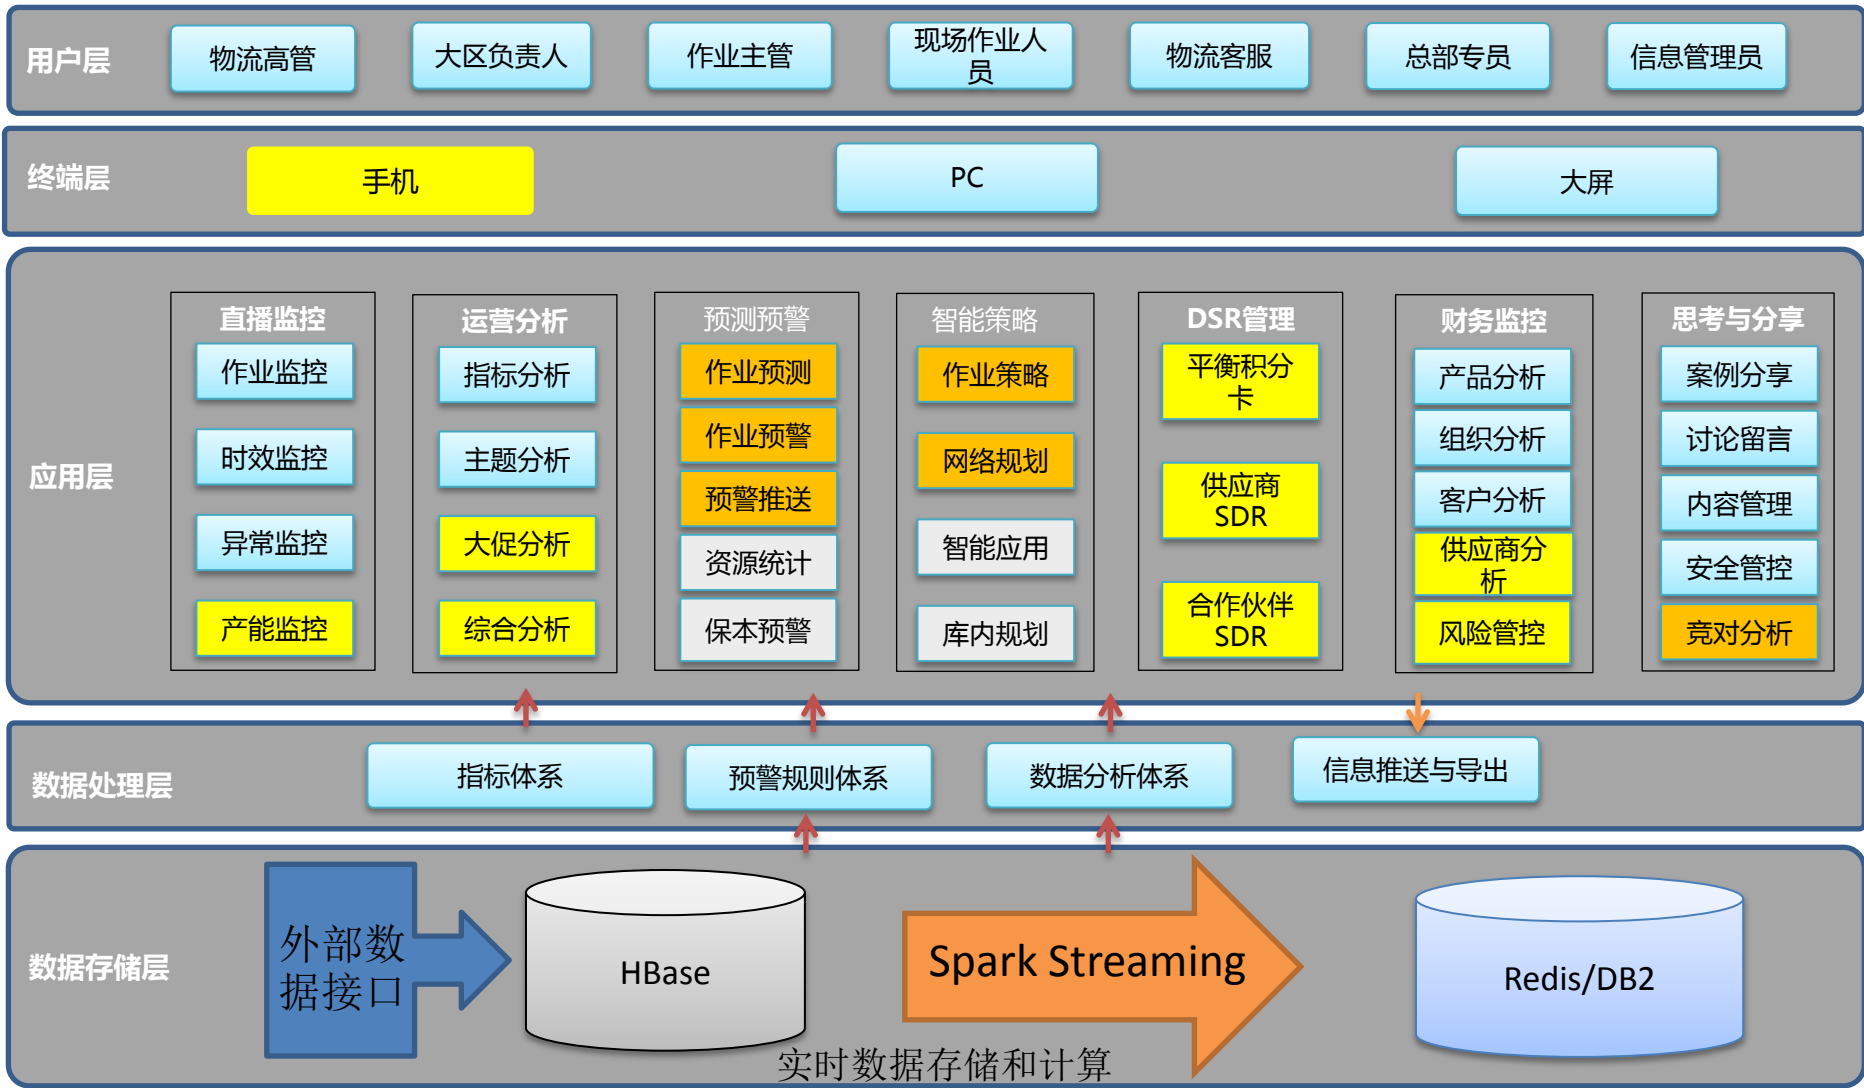 用户层
物流高管
大区负责人
作业主管
现场作业人
员
物流客服
总部专员
信息管理员
终端层
手机
PC
大屏
应用层
直播监控
作业监控
时效监控
异常监控
产能监控
运营分析
指标分析
主题分析
大促分析
综合分析
预测预警
作业预测
作业预警
预警推送
资源统计
保本预警
智能策略
作业策略
网络规划
智能应用
库内规划
DSR管理
平衡积分
卡
供应商
SDR
合作伙伴
SDR
财务监控
产品分析
组织分析
客户分析
供应商分
析
风险管控
思考与分享
案例分享
讨论留言
内容管理
安全管控
竞对分析
数据处理层
指标体系
预警规则体系
数据分析体系
信息推送与导出
数据存储层
外部数
据接口
HBase
Spark Streaming
Redis/DB2
实时数据存储和计算